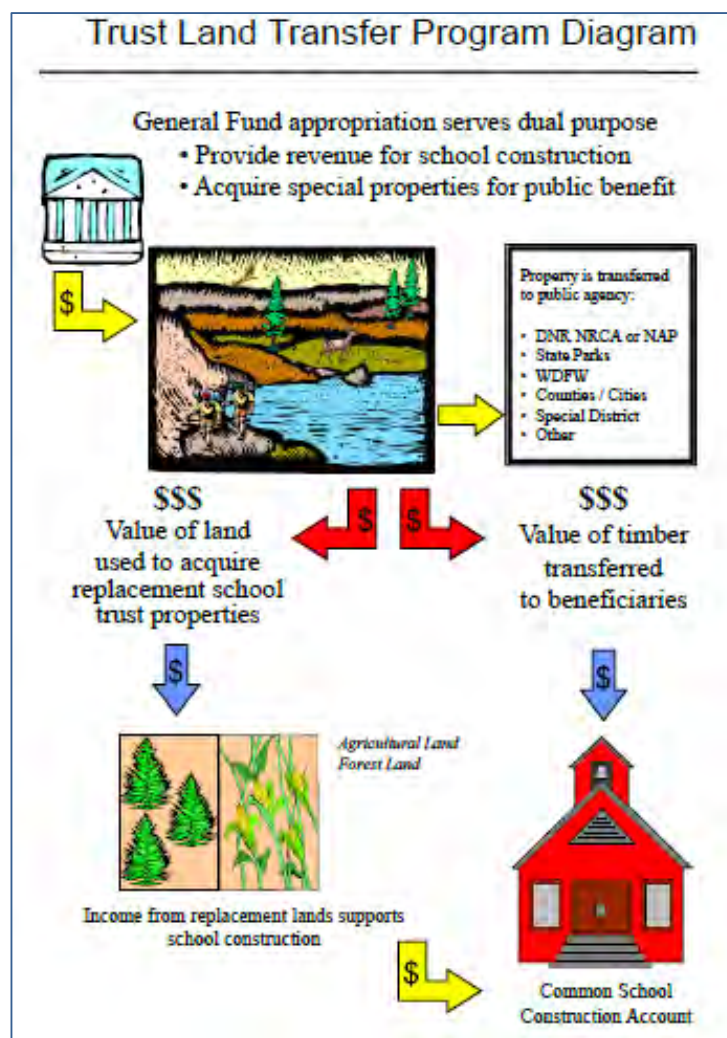 Trust Land Transfer Program Diagram
General Fund appropriation serves dual purpose
• Provide revenue for school construction
• Acquire special properties for public benefit
$
Property is transferred
to public agency:
• DNR NRCA or NAP
• State Parks
• WDFW
• Counties / Cities
• Special District
• Other
$$$
Value of land
used to acquire
replacement school
trust properties
$
$
$$$
Value of timber
transferred
to beneficiaries
$
$
Agricultural Land
Forest Land
Income from replacement lands supports
school construction
$
Common School
Construction Account